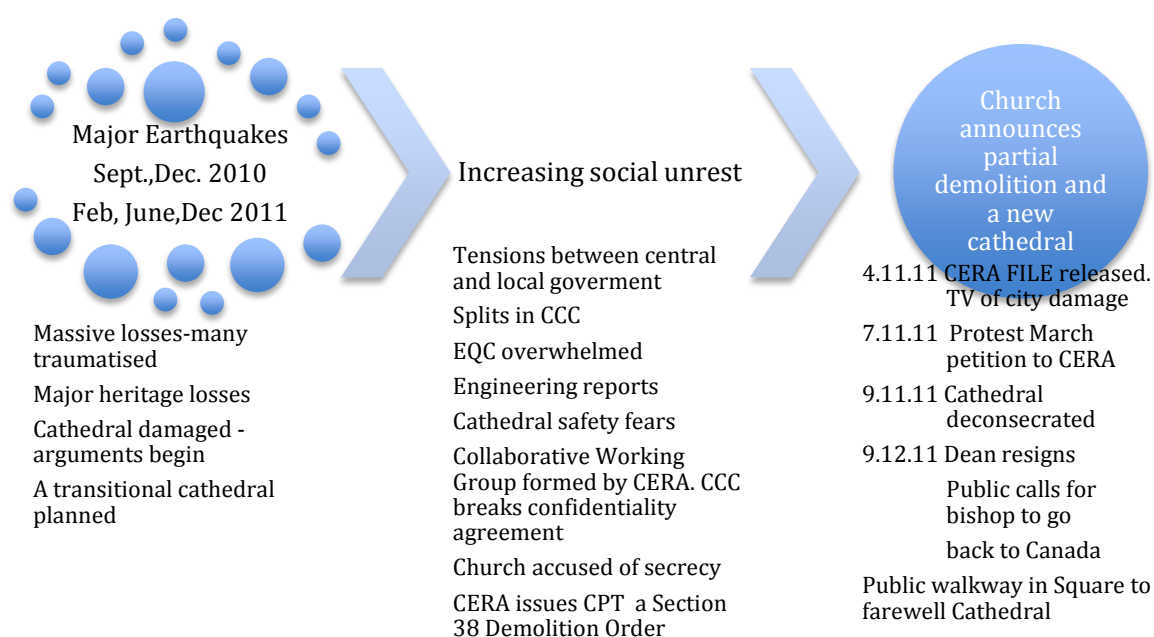 Major Earthquakes
Sept.,Dec. 2010
Feb, June,Dec 2011
Massive losses-many
traumatised
Major heritage losses
Cathedral damaged -
arguments begin
A transitional cathedral
planned
Increasing social unrest
Tensions between central
and local goverment
Splits in CCC
EQC overwhelmed
Engineering reports
Cathedral safety fears
Collaborative Working
Group formed by CERA. CCC
breaks confidentiality
agreement
Church accused of secrecy
CERA issues CPT a Section
38 Demolition Order
Church
announces
partial
demolition and
a new
cathedral
4.11.11 CERA FILE released.
TV of city damage
7.11.11 Protest March
petition to CERA
9.11.11 Cathedral
deconsecrated
9.12.11 Dean resigns
Public calls for
bishop to go
back to Canada
Public walkway in Square to
farewell Cathedral